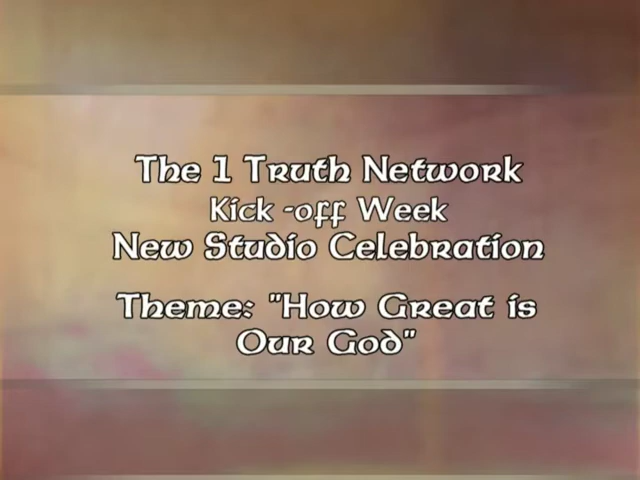 The 1 Truth Network
Kick -off Week
New Studio Celebration
Theme: "How Great is
Our God"